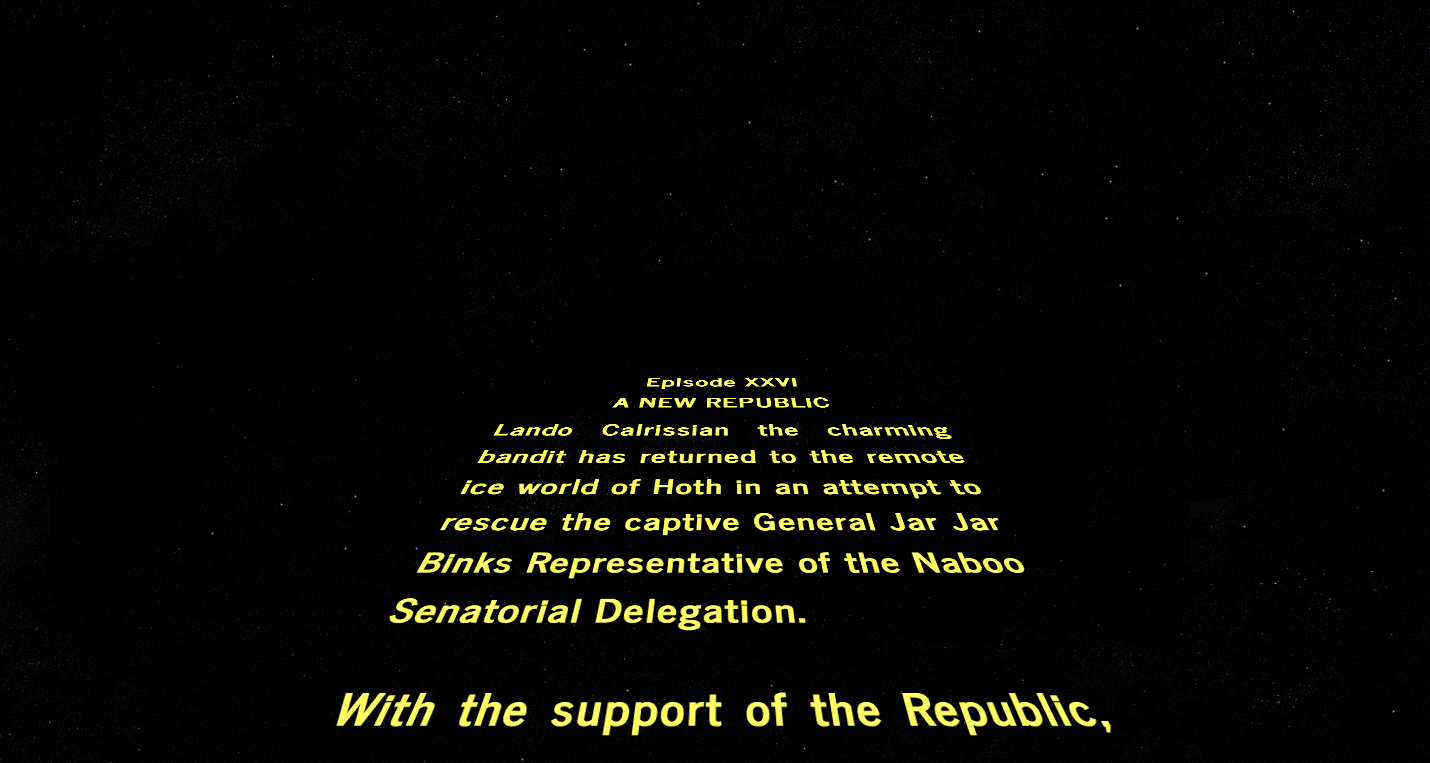 Episode XXVI
A NEW REPUBLIC
Lando Calrissian the charming
bandit has returned to the remote
ice world of Hoth in an attempt to
rescue the captive General Jar Jar
Binks Representative of the Naboo
Senatorial Delegation.
With the support of the Republic,